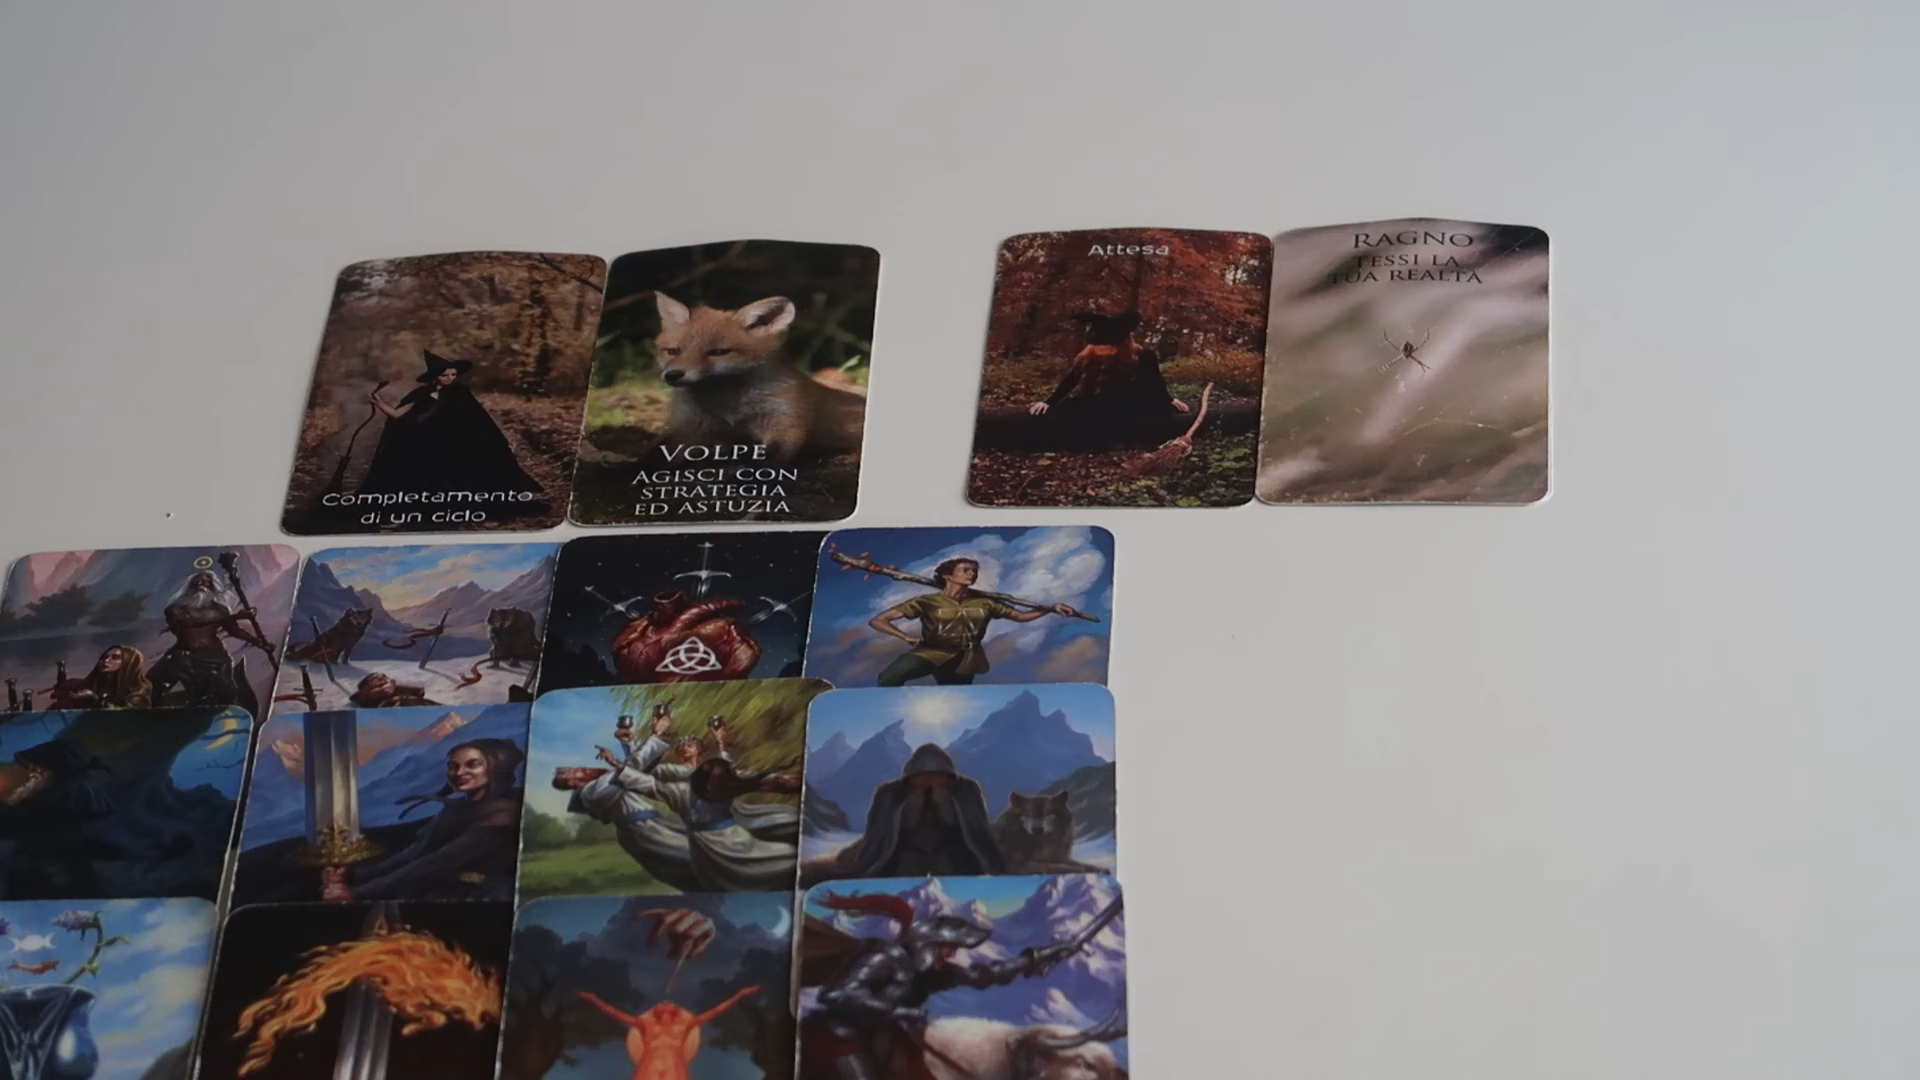 Completamento
di un ciclo
VOLPE
AGISCI CON
STRATEGIA
ED ASTUZIA
Attesa
RAGNO
TESSI LA
TUA REALTÀ